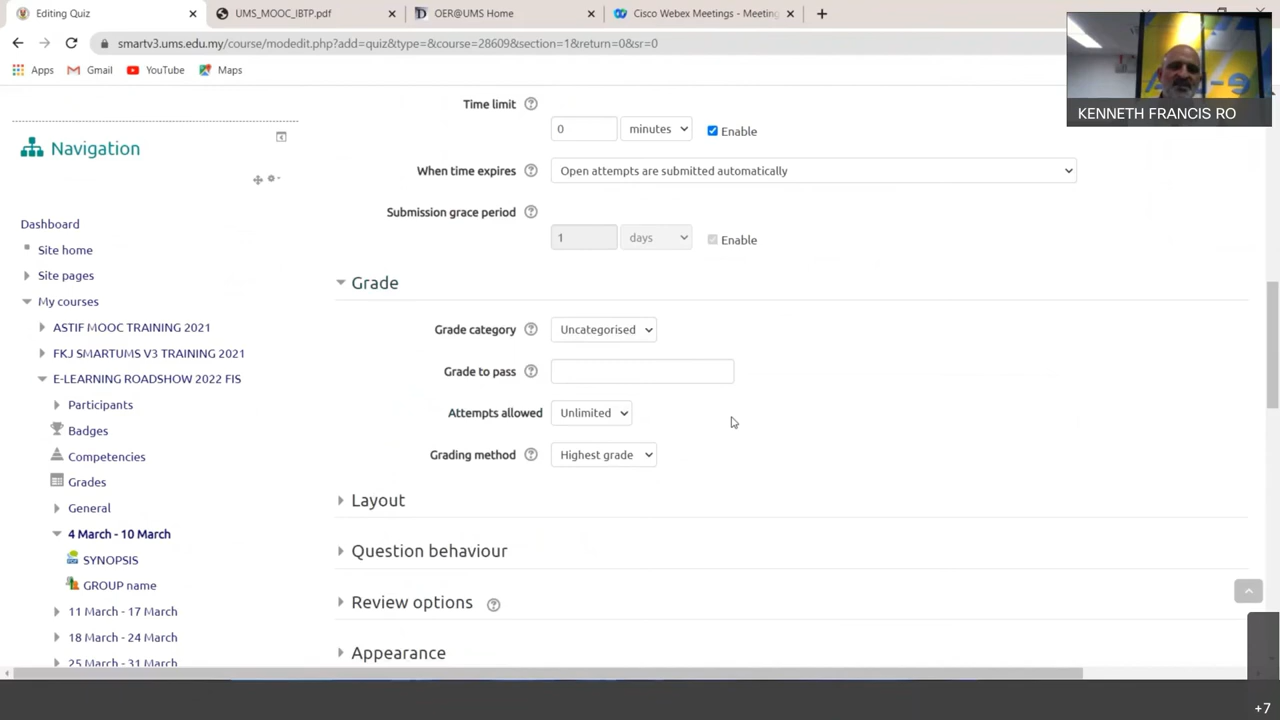 Editing Quiz
UMS_MOOC_IBTP.pdf
OER@UMS Home
Cisco Webex Meetings - Meeting
smartv3.ums.edu.my/course/modedit.php?add=quiz&type=&course=28609&section=1&return=0&sr=0
Apps
Gmail
YouTube
Maps
KENNETH FRANCIS RO
Navigation
Dashboard
Site home
Site pages
My courses
ASTIF MOOC TRAINING 2021
FKJ SMARTUMS V3 TRAINING 2021
E-LEARNING ROADSHOW 2022 FIS
Participants
Badges
Competencies
Grades
General
4 March - 10 March
SYNOPSIS
GROUP name
11 March - 17 March
18 March - 24 March
25 March - 31 March
Time limit
0 minutes Enable
When time expires Open attempts are submitted automatically
Submission grace period
1 days Enable
Grade
Grade category Uncategorised
Grade to pass
Attempts allowed Unlimited
Grading method Highest grade
Layout
Question behaviour
Review options
Appearance
+7